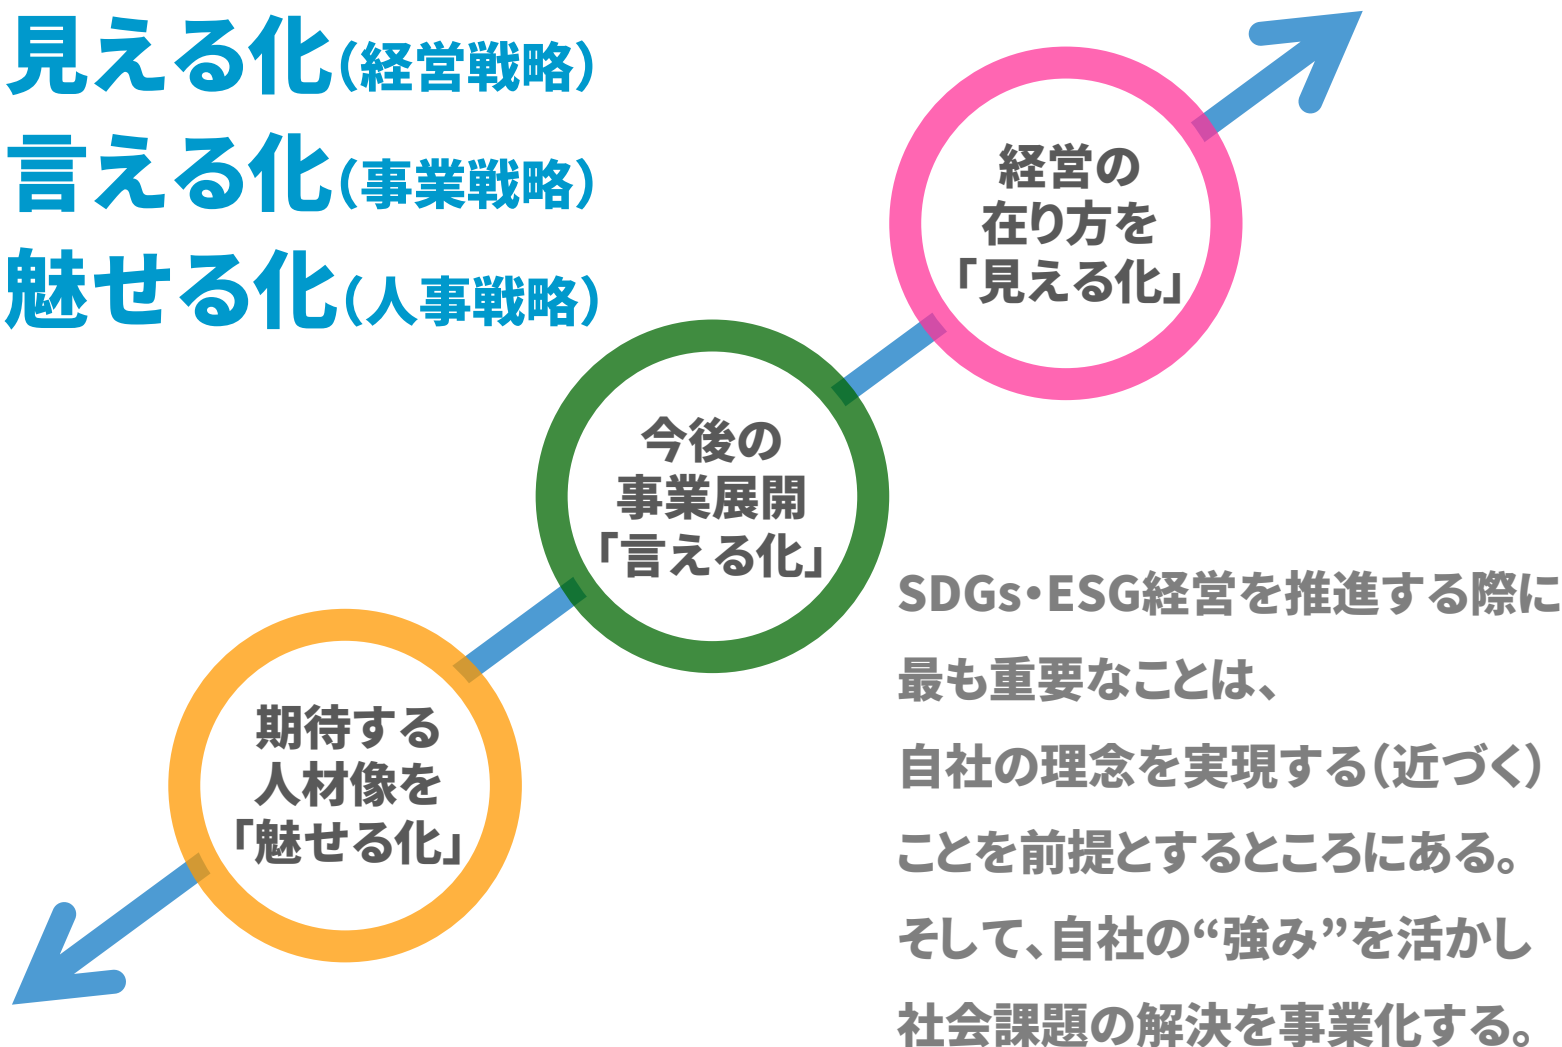 見える化(経営戦略)
言える化(事業戦略)
魅せる化(人事戦略)
経営の
在り方を
「見える化」
今後の
事業展開
「言える化」
期待する
人材像を
「魅せる化」
SDGs・ESG経営を推進する際に
最も重要なことは、
自社の理念を実現する(近づく)
ことを前提とするところにある。
そして、自社の“強み”を活かし
社会課題の解決を事業化する。